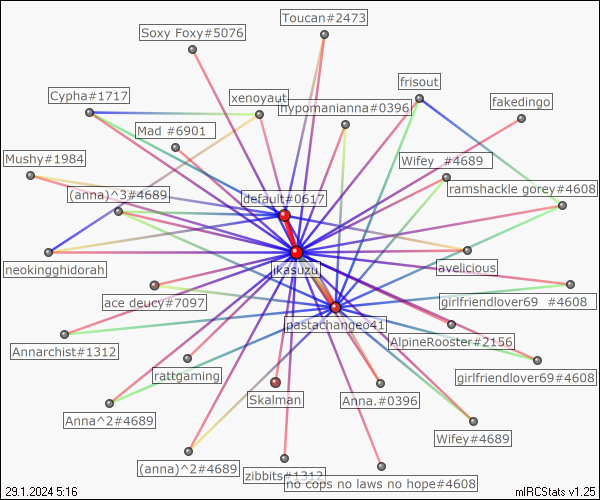 Toucan#2473
Soxy Foxy#5076
frisout
Cypha#1717
xenoyaut
fakedingo
hypomanianna#0396
Mad #6901
Mushy#1984
Wifey #4689
(anna)^3#4689
ramshackle gorey#4608
default#0617
neokingghidorah
ikasuzu
avelicious
ace deucy#7097
girlfriendlover69 #4608
pastachangeo41
Annarchist#1312
AlpineRooster#2156
rattgaming
girlfriendlover69#4608
Skalman
Anna.#0396
Anna^2#4689
Wifey#4689
(anna)^2#4689
zibbits#1312
no cops no laws no hope#4608
29.1.2024 5:16
mIRCStats v1.25